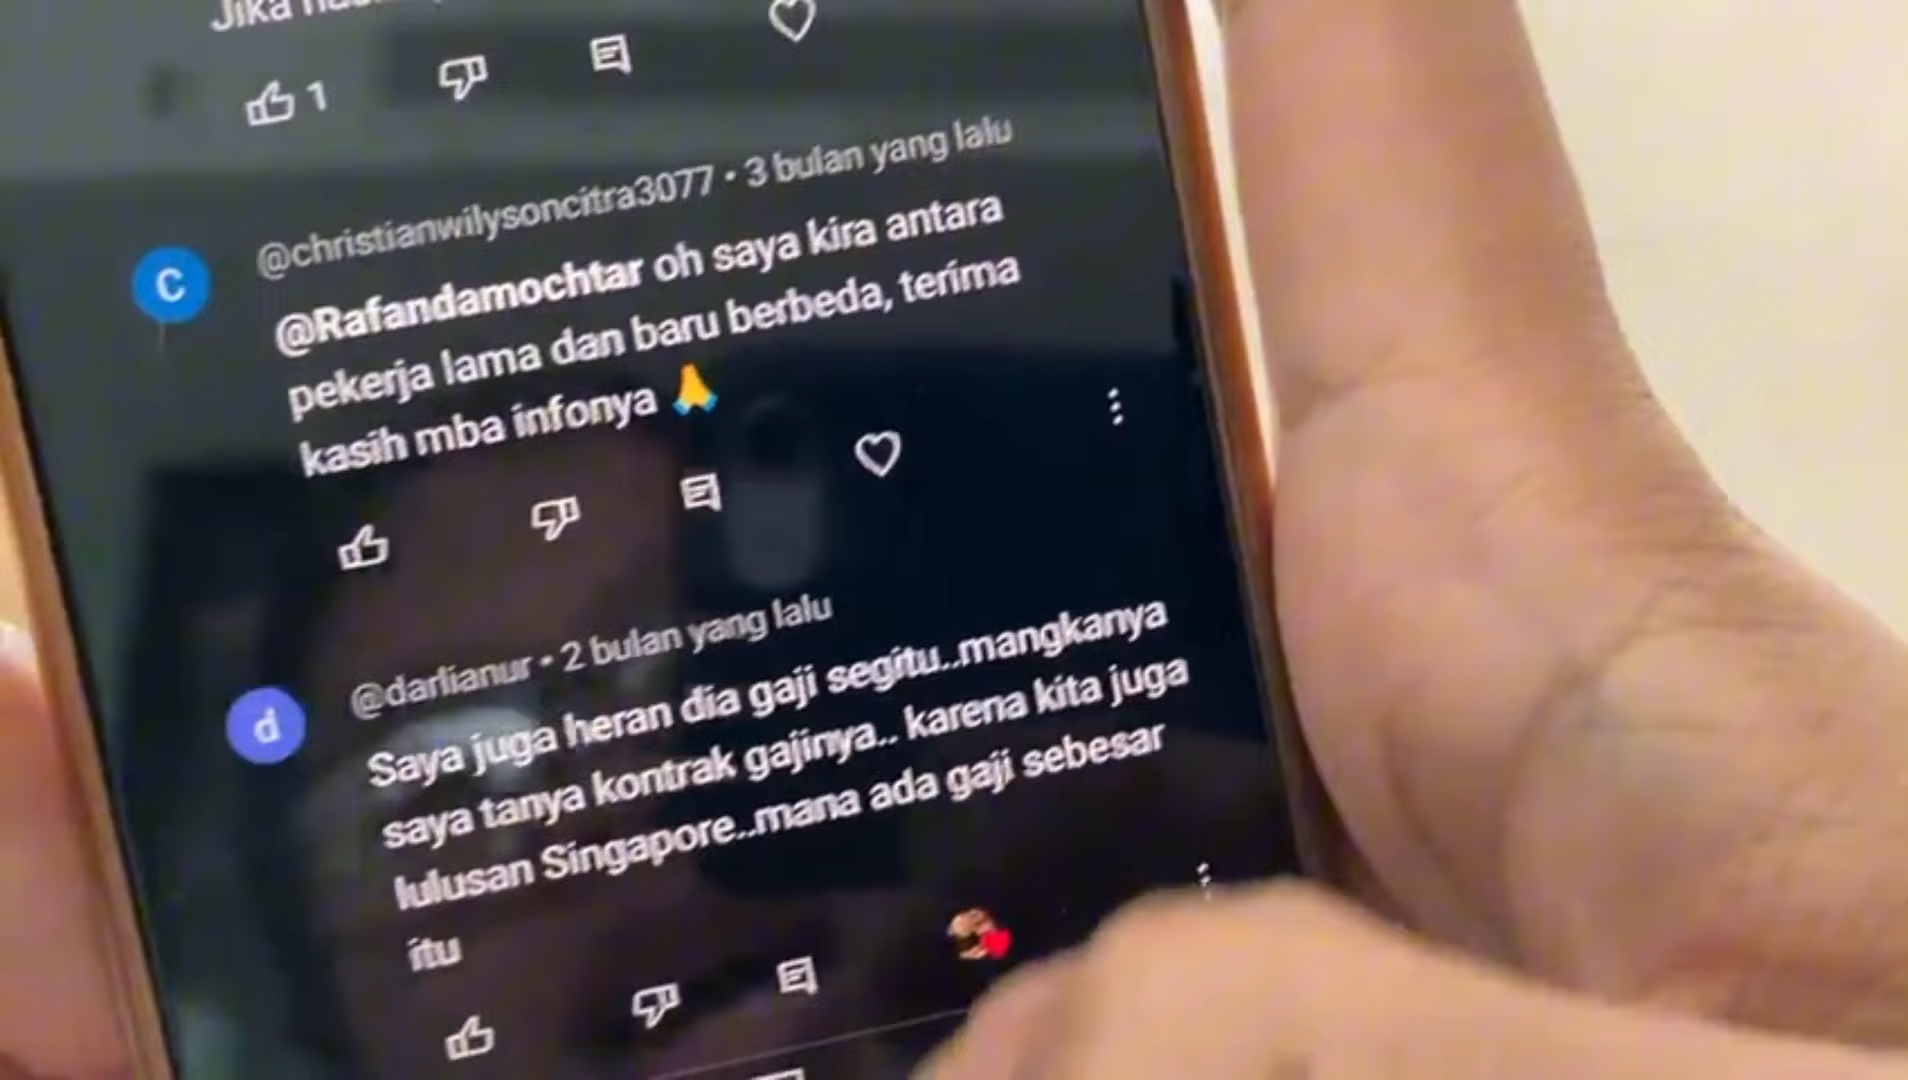 Jika
1
@christianwilysoncitra3077 • 3 bulan yang lalu
C
@Rafandamochtar oh saya kira antara
pekerja lama dan baru berbeda, terima
kasih mba infonya 🙏
@darlianur • 2 bulan yang lalu
d
Saya juga heran dia gaji segitu..mangkanya
saya tanya kontrak gajinya.. karena kita juga
lulusan Singapore..mana ada gaji sebesar
itu